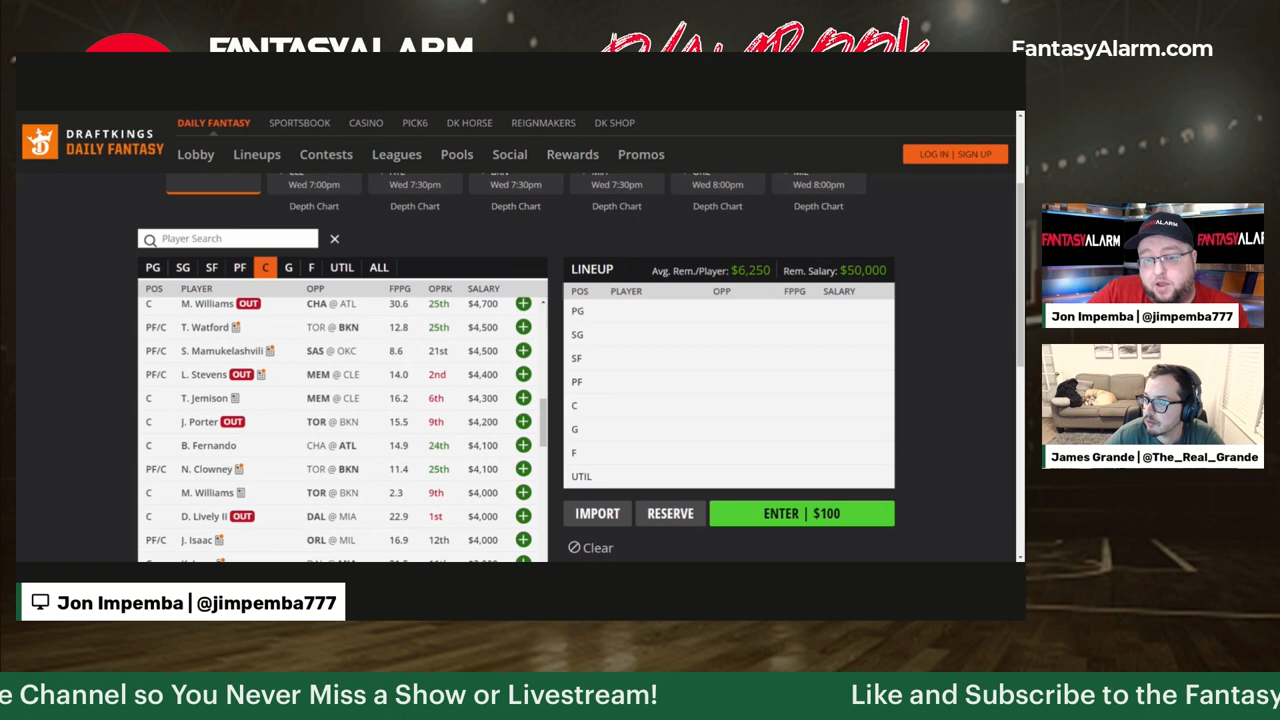 FANTASYALARM
PLAYBOOK
FantasyAlarm.com
DRAFTKINGS
DAILY FANTASY
DAILY FANTASY SPORTSBOOK CASINO PICK6 DK HORSE REIGNMAKERS DK SHOP
Lobby Lineups Contests Leagues Pools Social Rewards Promos
LOG IN | SIGN UP
Wed 7:00pm Wed 7:30pm Wed 7:30pm Wed 7:30pm Wed 8:00pm Wed 8:00pm
Depth Chart Depth Chart Depth Chart Depth Chart Depth Chart Depth Chart
Player Search
PG SG SF PF C G F UTIL ALL
POS PLAYER OPP FPPG OPRK SALARY
C M. Williams OUT CHA @ ATL 30.6 25th $4,700
PF/C T. Watford TOR @ BKN 12.8 25th $4,500
PF/C S. Mamukelashvili SAS @ OKC 8.6 21st $4,500
PF/C L. Stevens OUT MEM @ CLE 14.0 2nd $4,400
C T. Jemison MEM @ CLE 16.2 6th $4,300
C J. Porter OUT TOR @ BKN 15.5 9th $4,200
C B. Fernando CHA @ ATL 14.9 24th $4,100
PF/C N. Clowney TOR @ BKN 11.4 25th $4,100
C M. Williams TOR @ BKN 2.3 9th $4,000
C D. Lively II OUT DAL @ MIA 22.9 1st $4,000
PF/C J. Isaac ORL @ MIL 16.9 12th $4,000
LINEUP Avg. Rem./Player: $6,250 Rem. Salary: $50,000
POS PLAYER OPP FPPG SALARY
PG
SG
SF
PF
C
G
F
UTIL
IMPORT RESERVE ENTER | $100
Clear
FANTASYALARM
Jon Impemba | @jimpemba777
James Grande | @The_Real_Grande
Jon Impemba | @jimpemba777
e Channel so You Never Miss a Show or Livestream! Like and Subscribe to the Fantasy